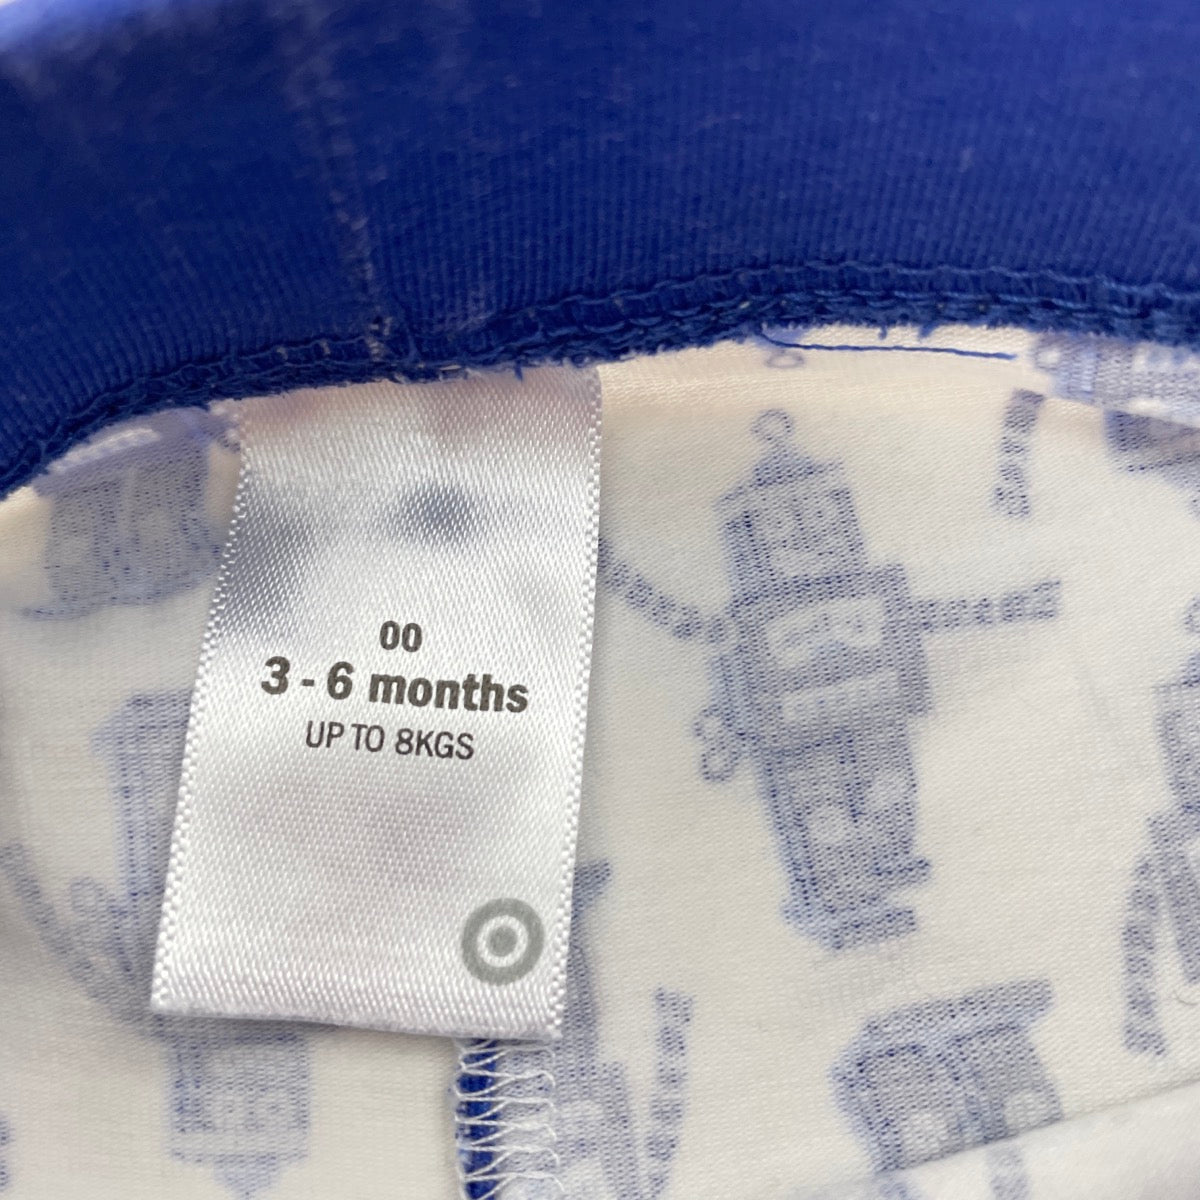 00
3 - 6 months
UP TO 8KGS